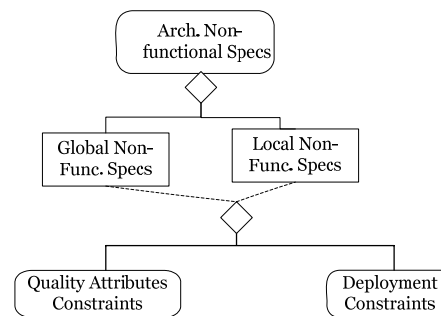 Arch. Non-
functional Specs
Global Non-
Func. Specs
Local Non-
Func. Specs
Quality Attributes
Constraints
Deployment
Constraints